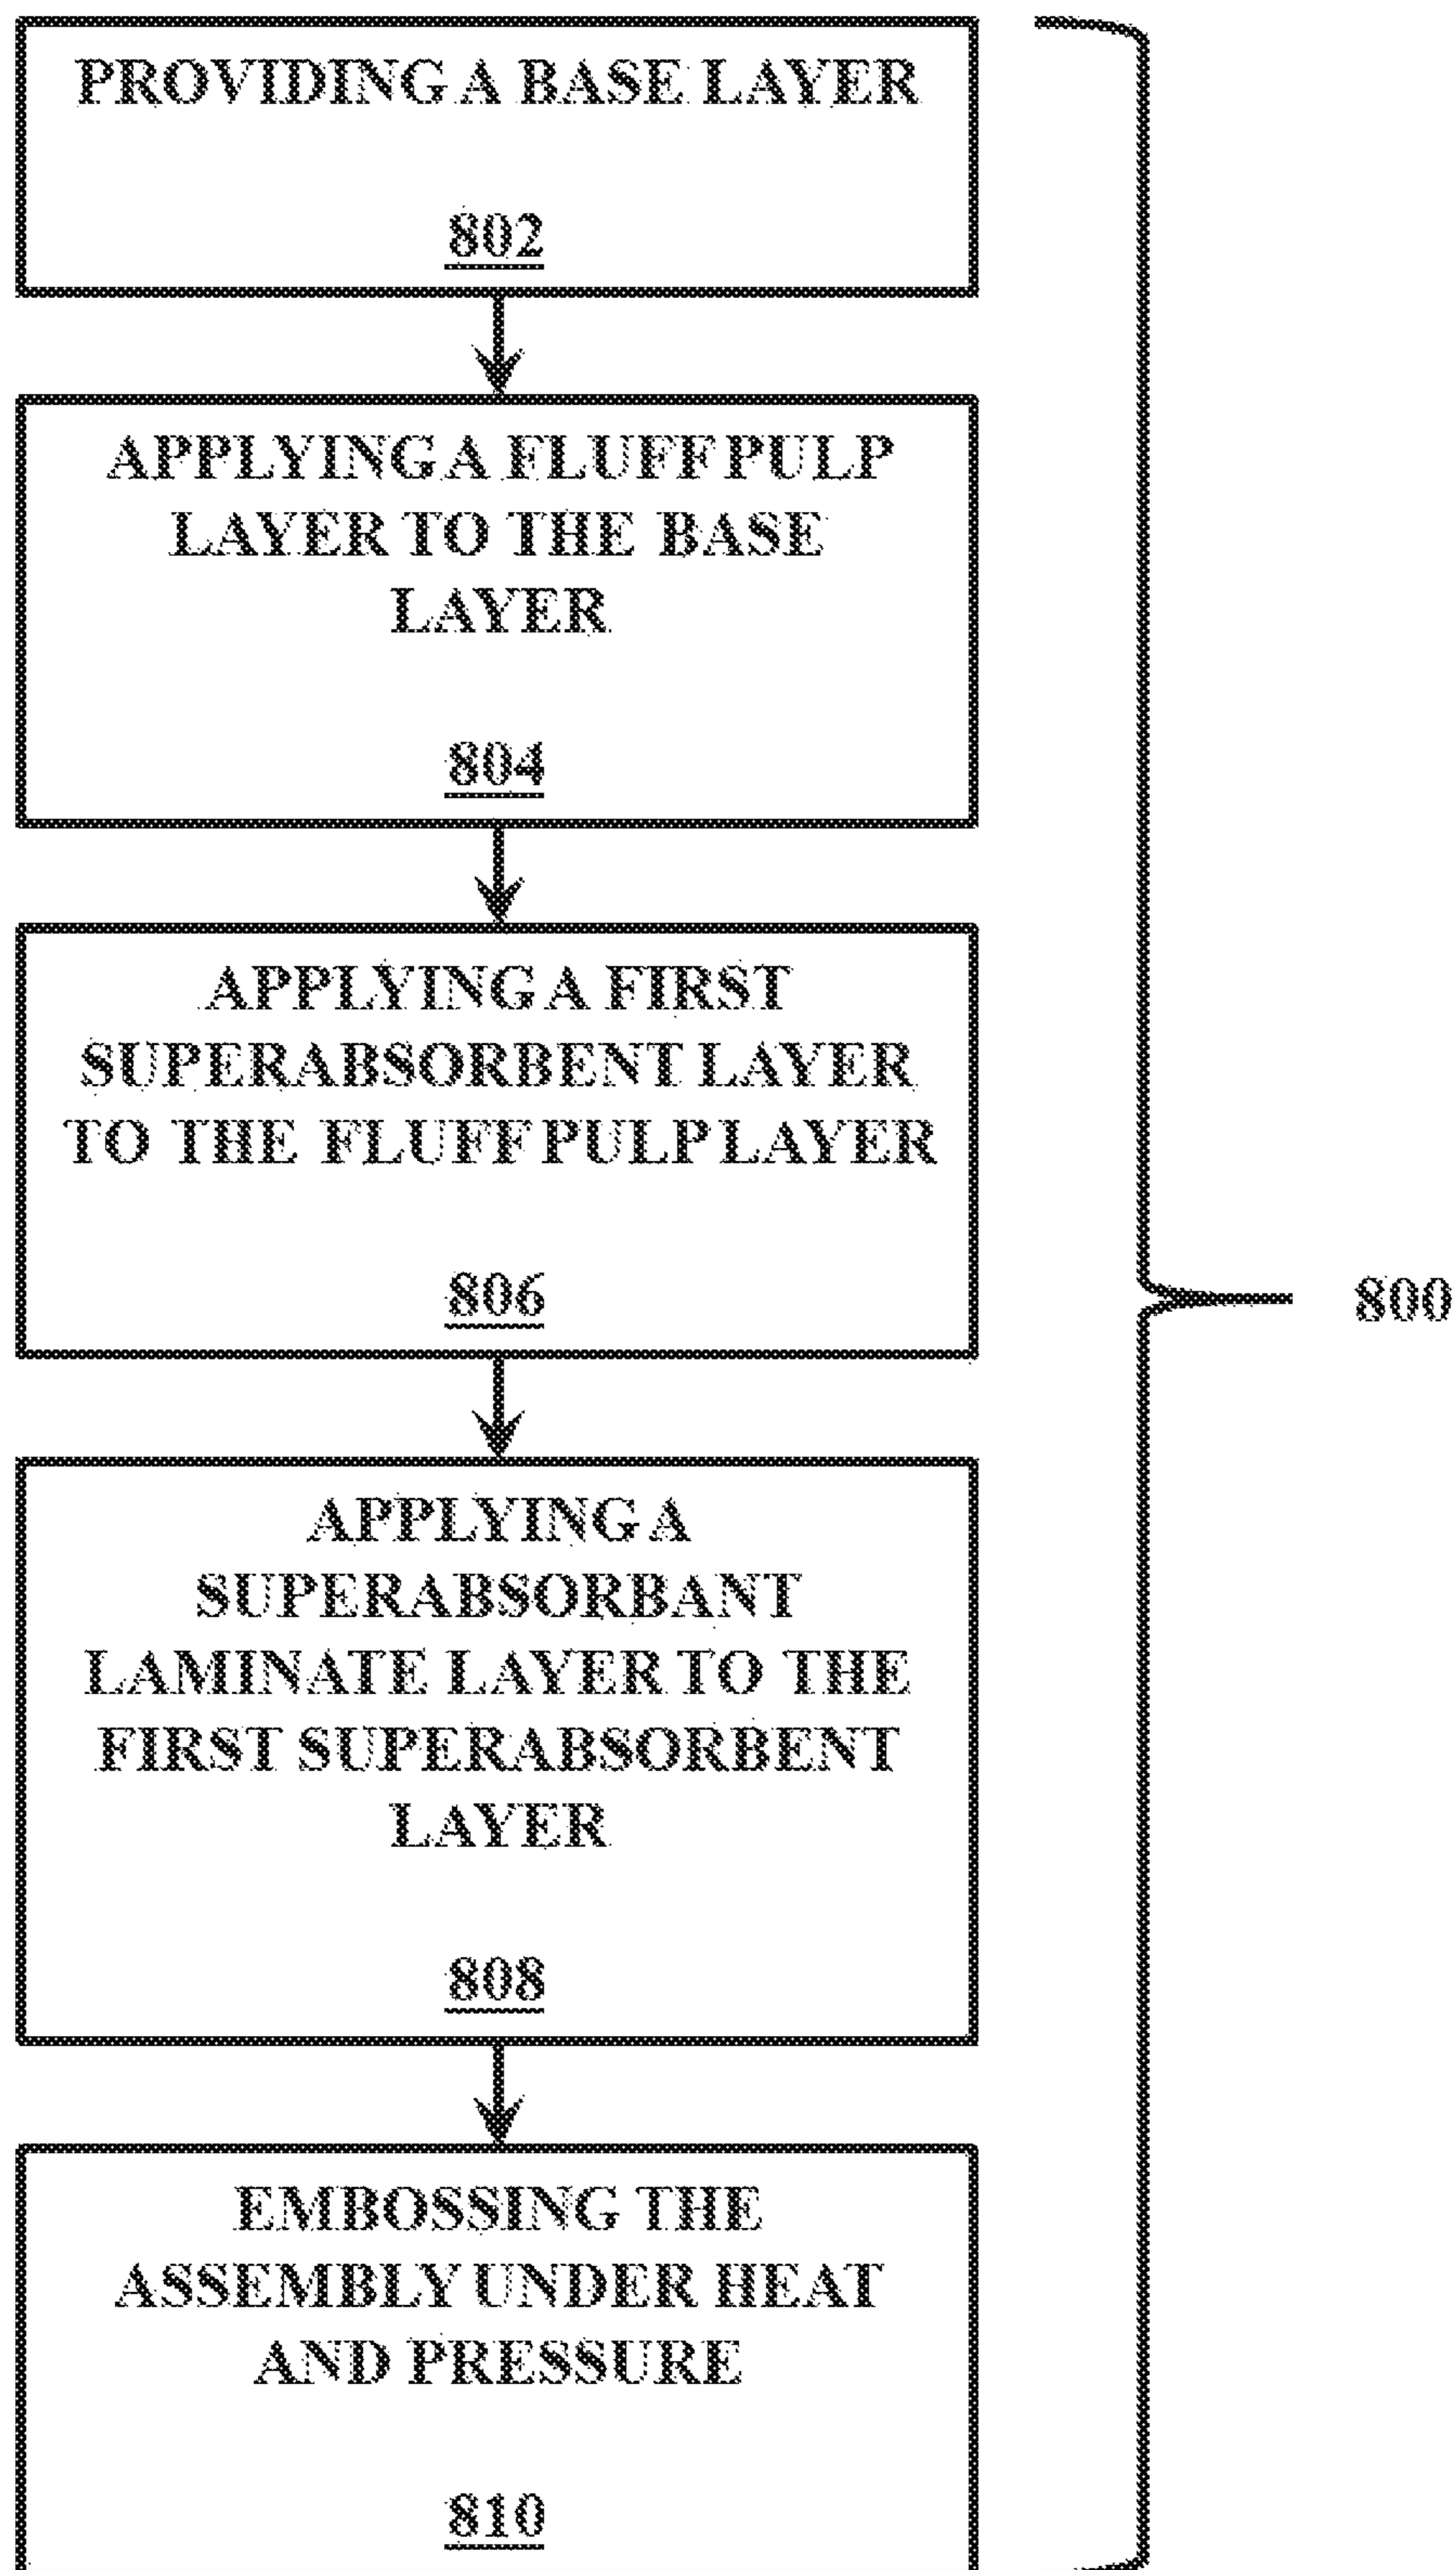 PROVIDING A BASE LAYER
802
APPLYING A FLUFF PULP
LAYER TO THE BASE
LAYER
804
APPLYING A FIRST
SUPERABSORBENT LAYER
TO THE FLUFF PULP LAYER
806
800
APPLYING A
SUPERABSORBANT
LAMINATE LAYER TO THE
FIRST SUPERABSORBENT
LAYER
808
EMBOSSING THE
ASSEMBLY UNDER HEAT
AND PRESSURE
810